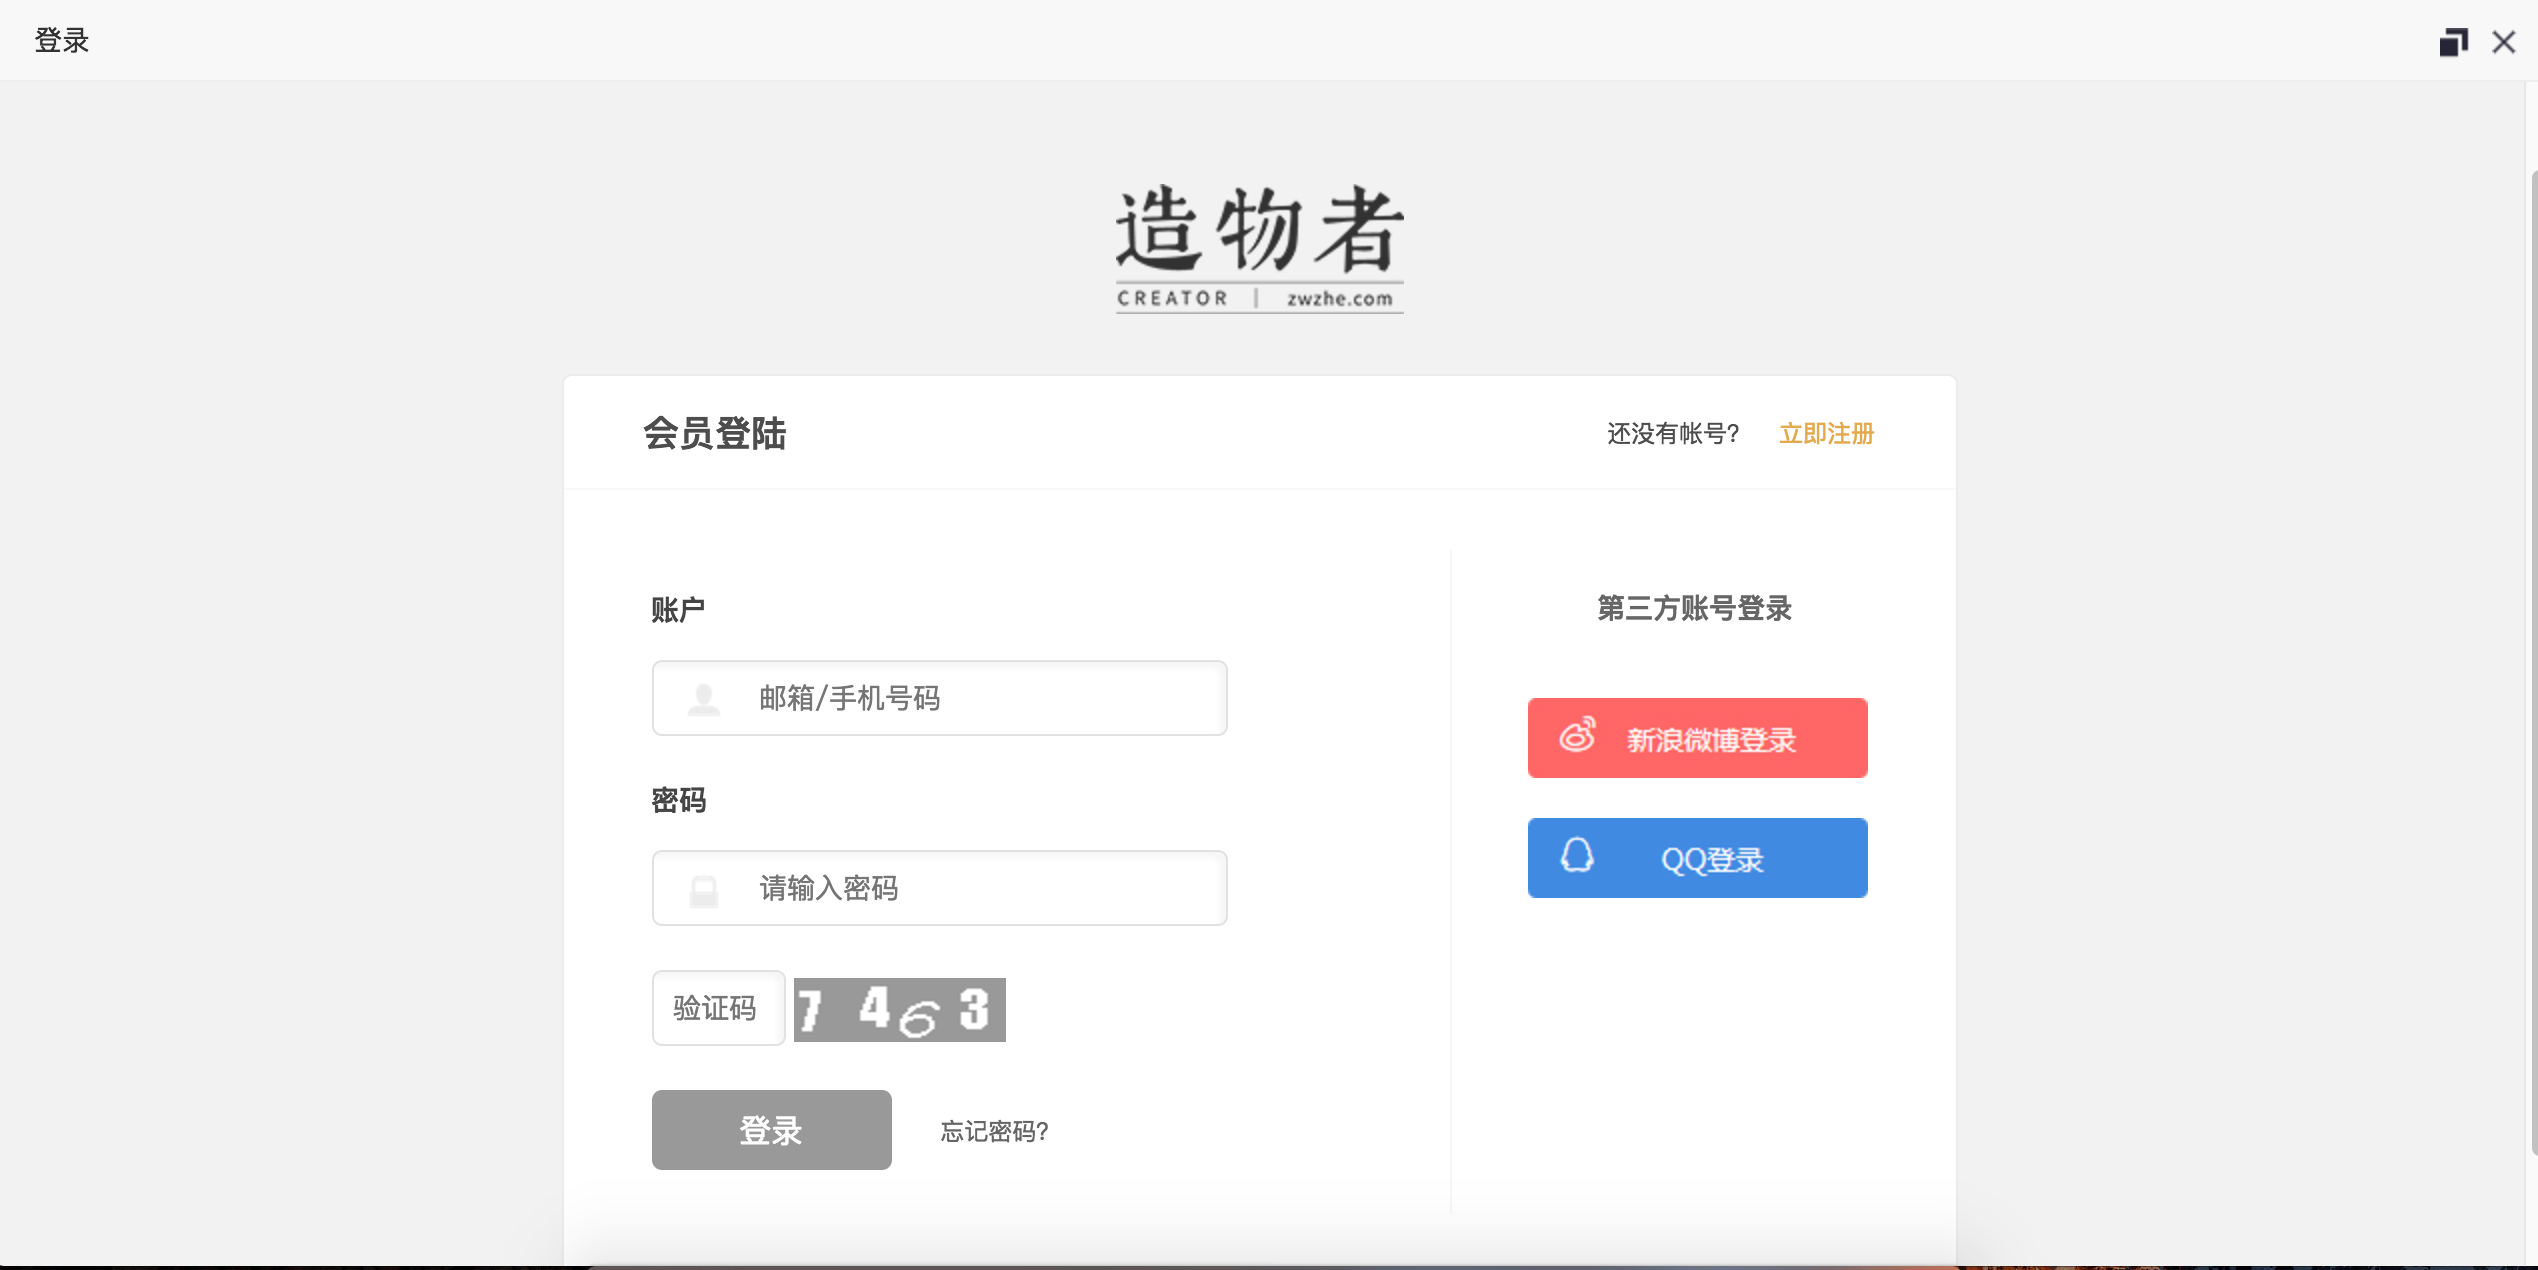 登录
造物者
CREATOR | zwzhe.com
会员登陆
还没有帐号? 立即注册
账户
邮箱/手机号码
密码
请输入密码
验证码 7463
登录 忘记密码?
第三方账号登录
新浪微博登录
QQ登录